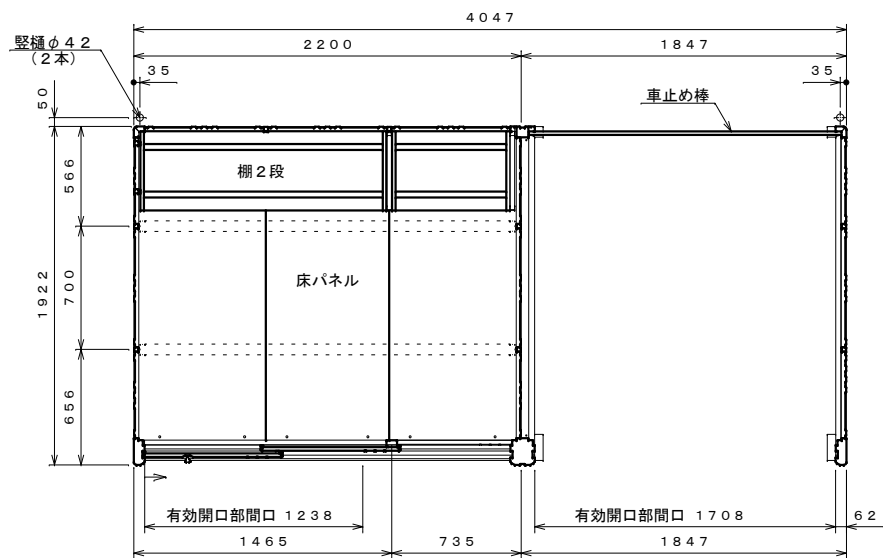 4047
2200
1847
竪樋φ42
(2本)
35
35
50
車止め棒
566
棚2段
1922
700
床パネル
656
有効開口部間口 1238
有効開口部間口 1708
62
1465
735
1847